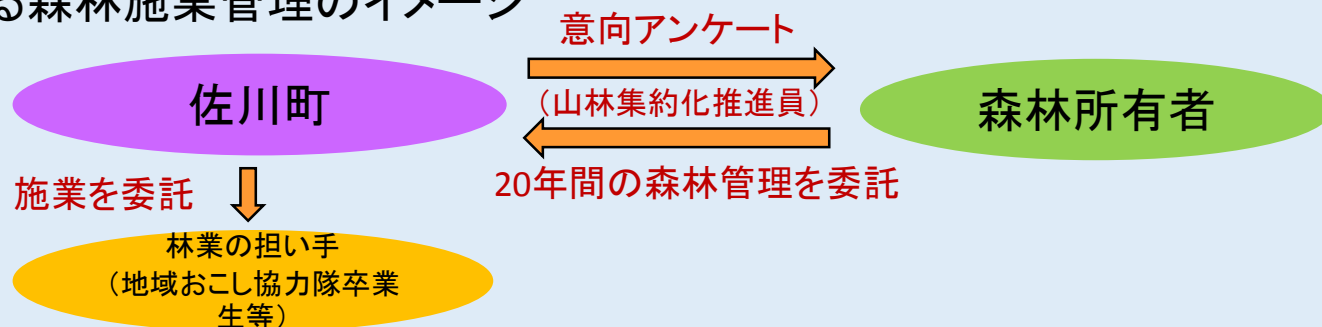 る森林施業管理のイメージ
意向アンケート
佐川町
（山林集約化推進員）
森林所有者
20年間の森林管理を委託
施業を委託
林業の担い手
（地域おこし協力隊卒業
生等）